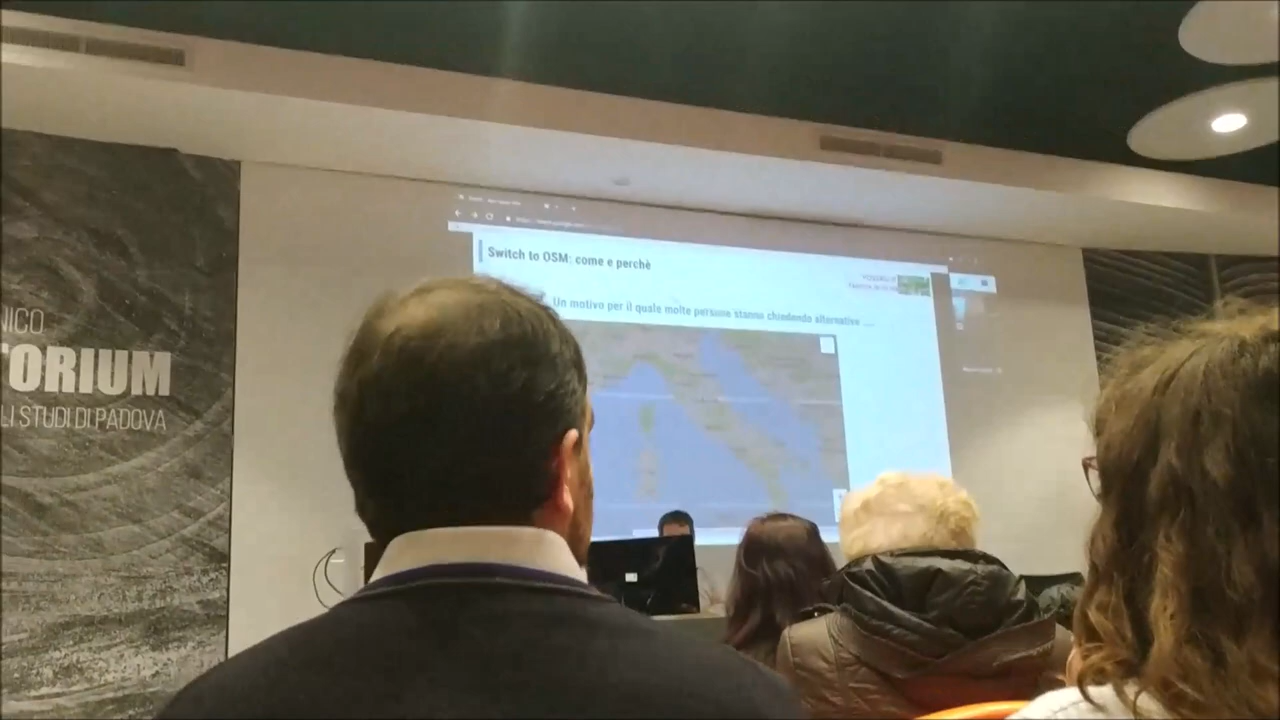 NICO
TORIUM
LI STUDI DI PADOVA
Switch to OSM: come e perchè
Un motivo per il quale molte persone stanno chiedendo alternative ....